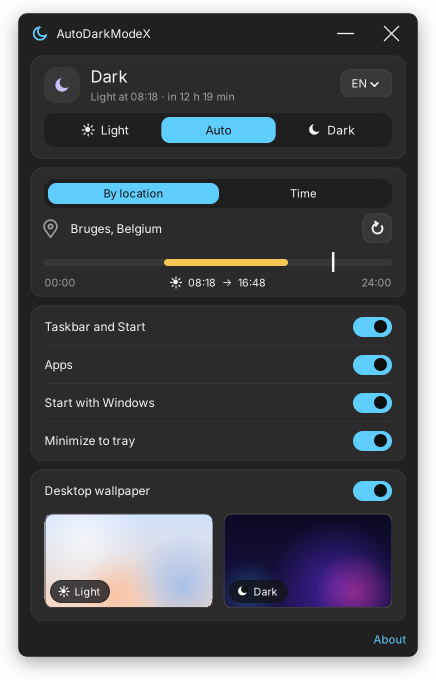 AutoDarkModeX
Dark
Light at 08:18 · in 12 h 19 min
EN
Light
Auto
Dark
By location
Time
Bruges, Belgium
00:00
08:18 → 16:48
24:00
Taskbar and Start
Apps
Start with Windows
Minimize to tray
Desktop wallpaper
Light
Dark
About